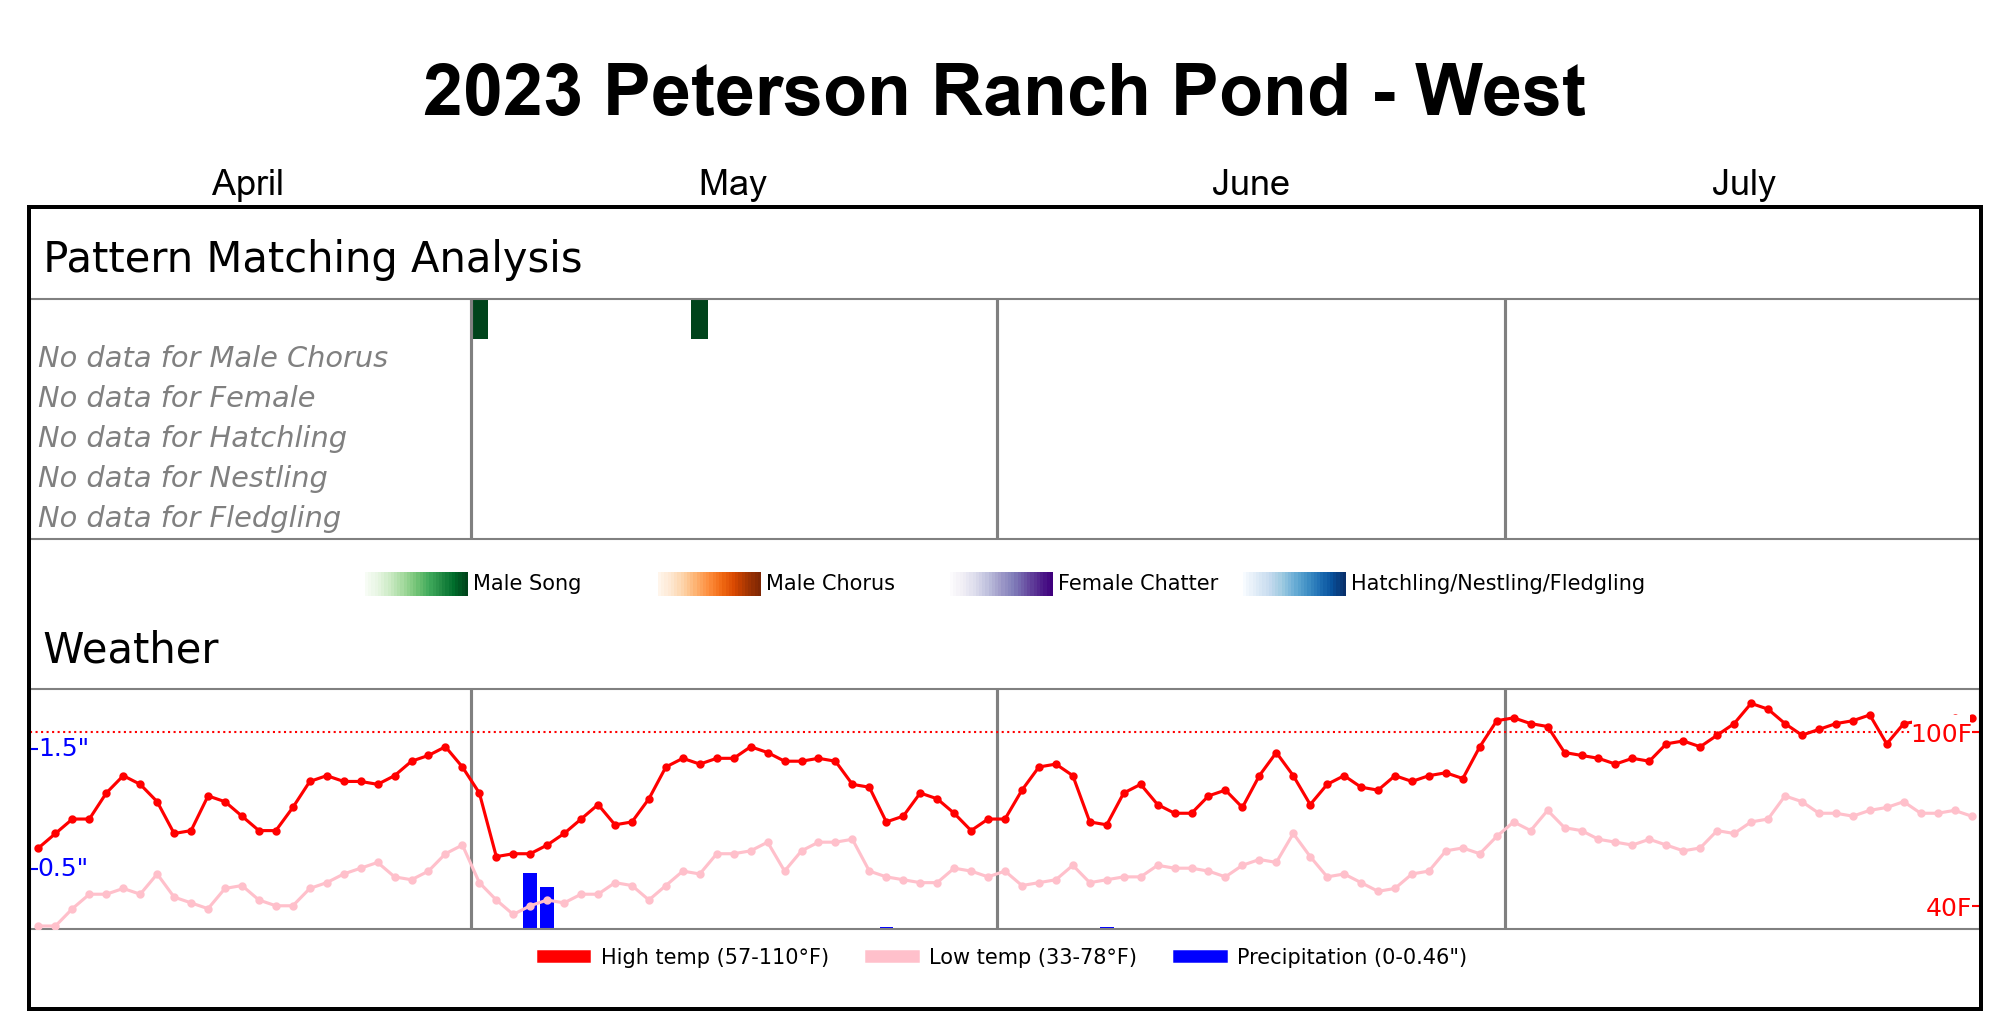 2023 Peterson Ranch Pond - West
April May June July
Pattern Matching Analysis
No data for Male Chorus
No data for Female
No data for Hatchling
No data for Nestling
No data for Fledgling
Male Song Male Chorus Female Chatter Hatchling/Nestling/Fledgling
Weather
1.5" 100F
0.5"
40F
High temp (57-110°F) Low temp (33-78°F) Precipitation (0-0.46")